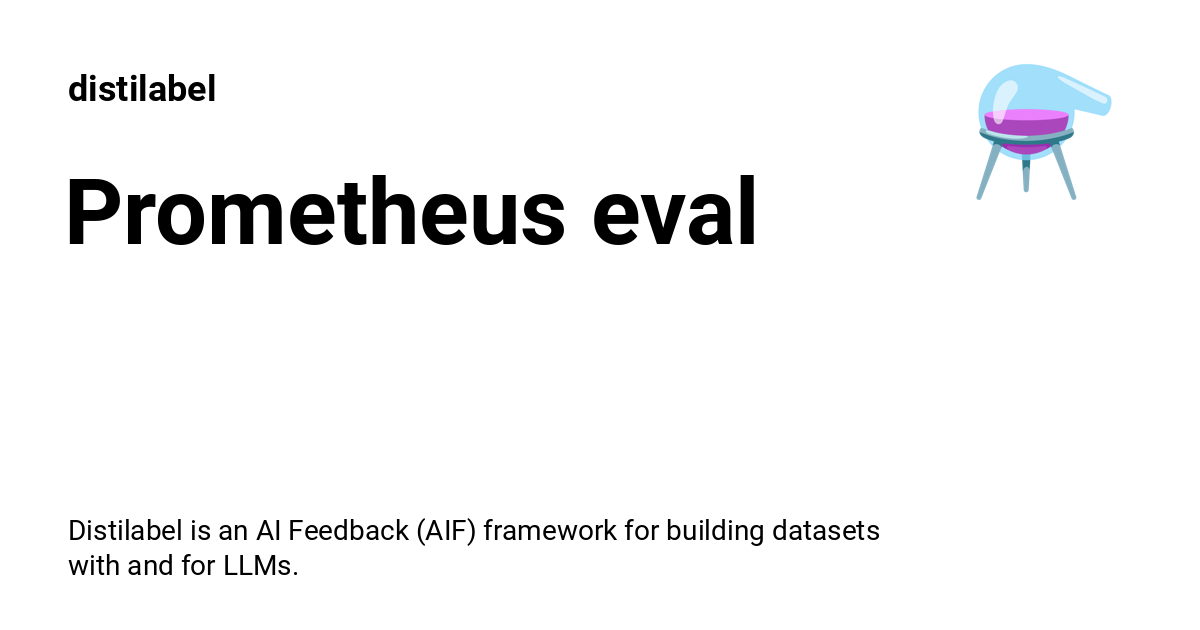 distilabel
Prometheus eval
Distilabel is an AI Feedback (AIF) framework for building datasets
with and for LLMs.